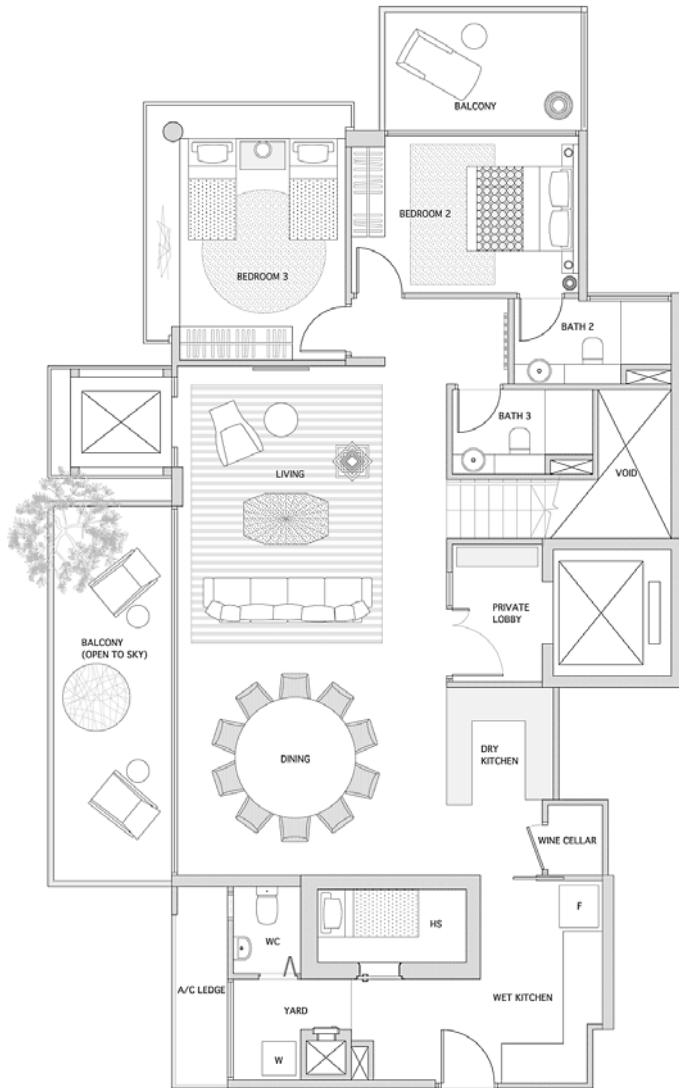 BALCONY
BEDROOM 2
BEDROOM 3
BATH 2
BATH 3
LIVING
VOID
PRIVATE
LOBBY
BALCONY
(OPEN TO SKY)
DINING
DRY
KITCHEN
WINE CELLAR
F
HS
WC
A/C LEDGE
WET KITCHEN
YARD
W